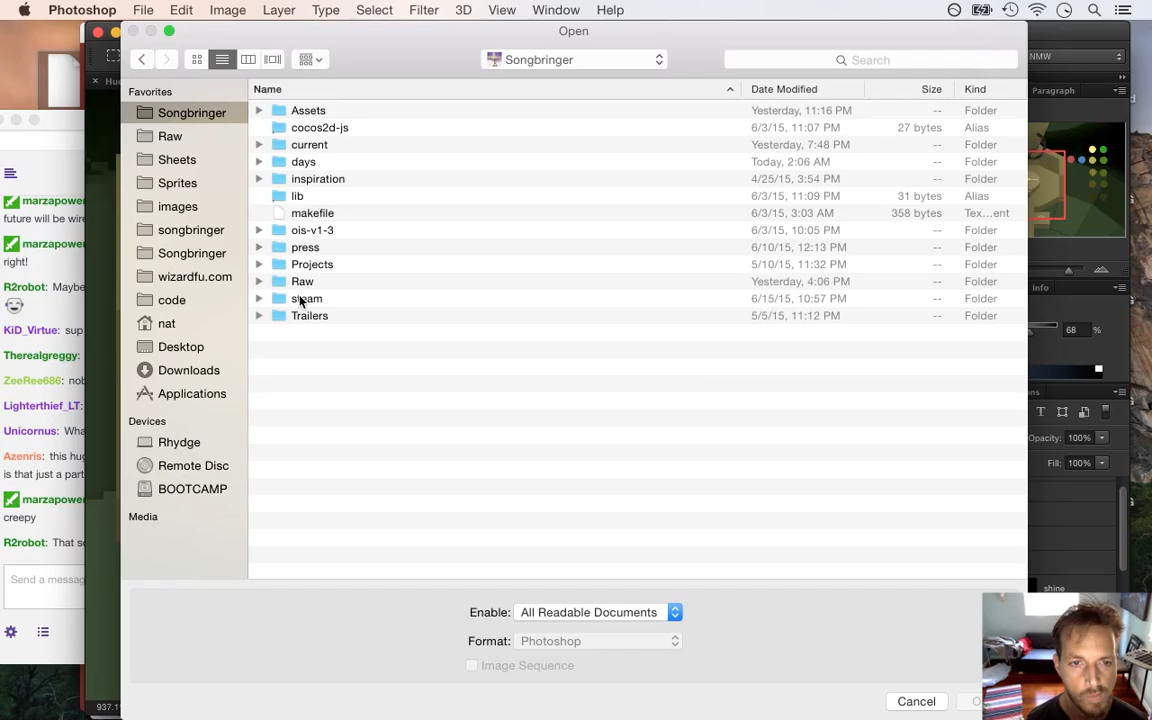 Photoshop File Edit Image Layer Type Select Filter 3D View Window Help
Open
Songbringer
Search
NMW
Paragraph
Favorites
Songbringer
Raw
Sheets
Sprites
images
songbringer
Songbringer
wizardfu.com
code
nat
Desktop
Downloads
Applications
Devices
Rhydge
Remote Disc
BOOTCAMP
Media
Name Date Modified Size Kind
Assets Yesterday, 11:16 PM -- Folder
cocos2d-js 6/3/15, 11:07 PM 27 bytes Alias
current Yesterday, 7:48 PM -- Folder
days Today, 2:06 AM -- Folder
inspiration 4/25/15, 3:54 PM -- Folder
lib 6/3/15, 11:09 PM 31 bytes Alias
makefile 6/3/15, 3:03 AM 358 bytes Tex...ent
ois-v1-3 6/3/15, 10:05 PM -- Folder
press 6/10/15, 12:13 PM -- Folder
Projects 5/10/15, 11:32 PM -- Folder
Raw Yesterday, 4:06 PM -- Folder
steam 6/15/15, 10:57 PM -- Folder
Trailers 5/5/15, 11:12 PM -- Folder
Enable: All Readable Documents
Format: Photoshop
Image Sequence
Cancel
marzapower
future will be wire
marzapower
right!
R2robot: Maybe
KiD_Virtue: sup
Therealgreggy:
ZeeRee686: nob
Lighterthief_LT:
Unicornus: Wha
Azenris: this hug
is that just a part
marzapower
creepy
R2robot: That so
Send a messag
937.1
Info
68 %
Opacity: 100%
Fill: 100%
shine